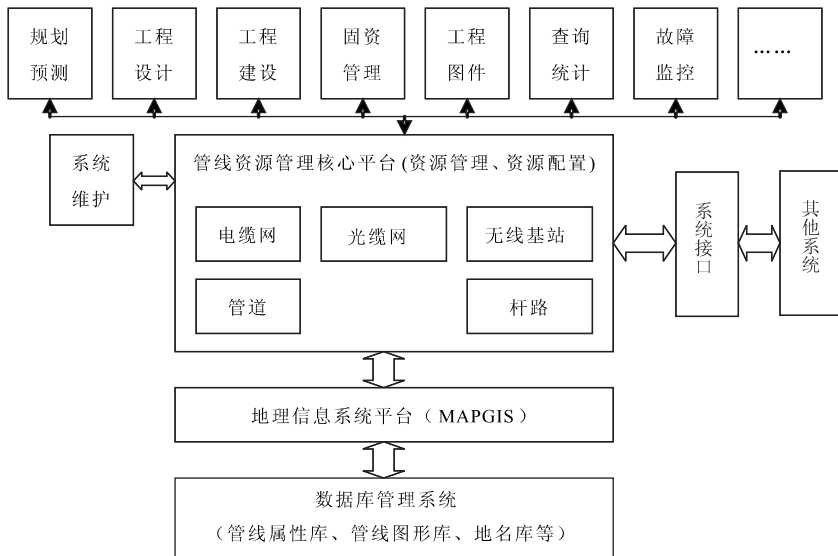 规划
预测
工程
设计
工程
建设
固资
管理
工程
图件
查询
统计
故障
监控
……
系统
维护
管线资源管理核心平台(资源管理、资源配置)
电缆网
光缆网
无线基站
管道
杆路
系统接口
其他系统
地理信息系统平台（MAPGIS）
数据库管理系统
（管线属性库、管线图形库、地名库等）